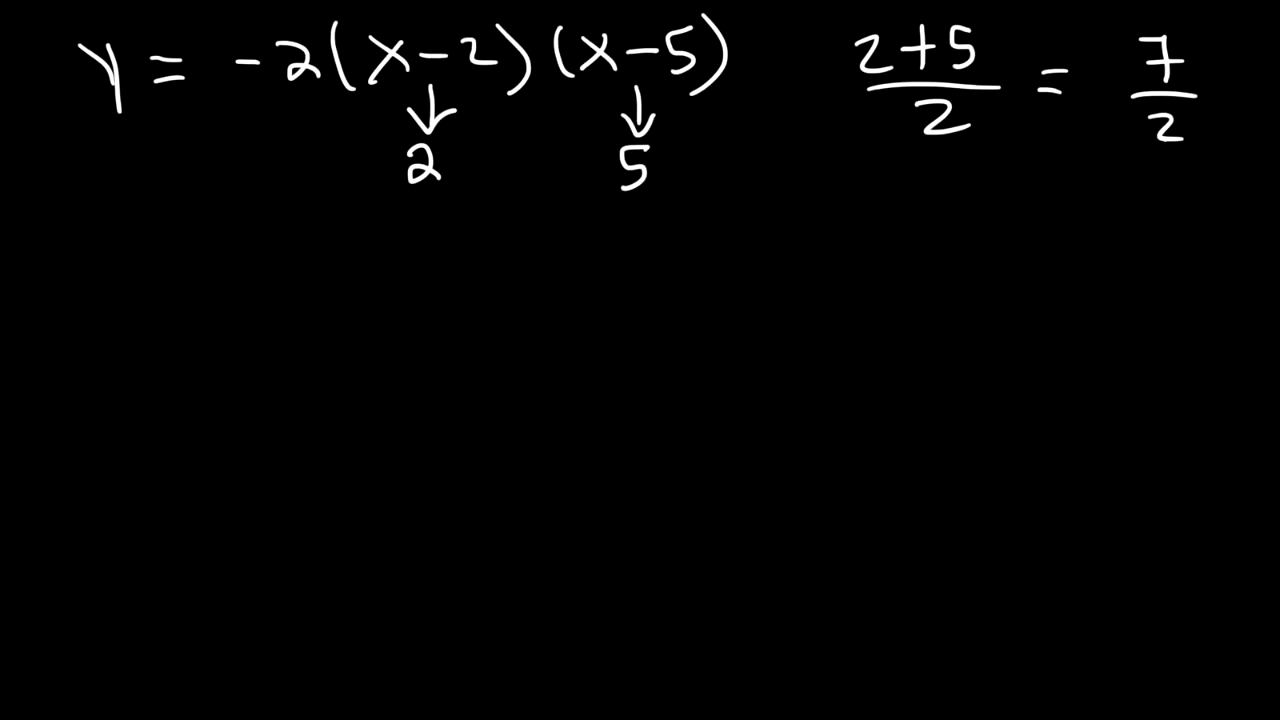 y = -2(x-2)(x-5) 2+5/2 = 7/2
↓ ↓
2 5